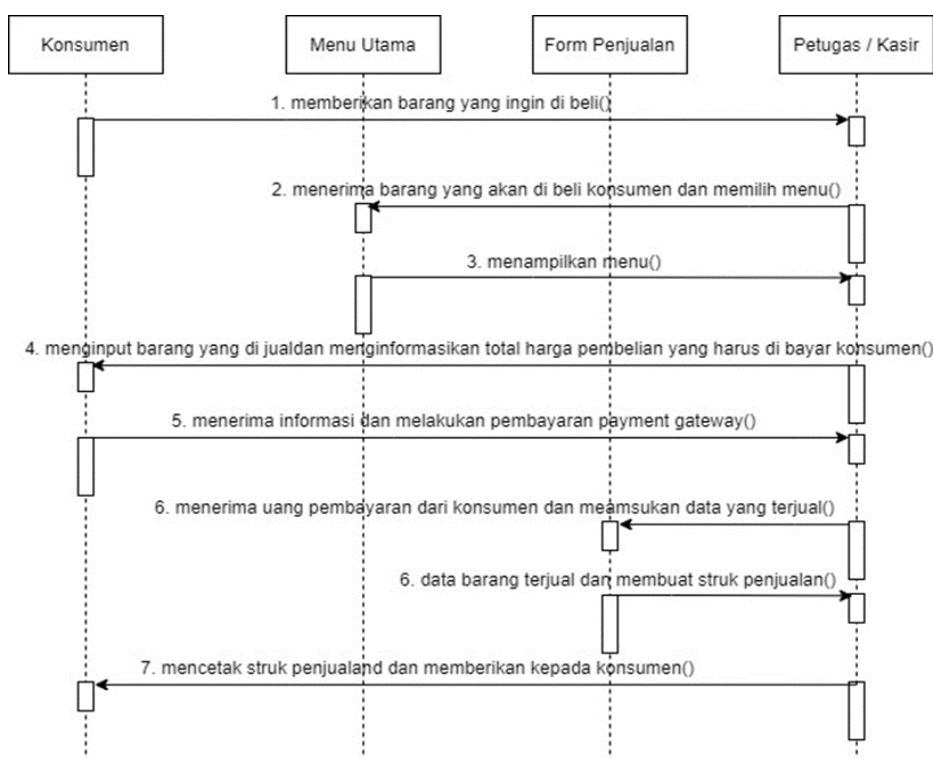 Konsumen
Menu Utama
Form Penjualan
Petugas / Kasir
1. memberikan barang yang ingin di beli()
2. menerima barang yang akan di beli konsumen dan memilih menu()
3. menampilkan menu()
4. menginput barang yang di jualdan menginformasikan total harga pembelian yang harus di bayar konsumen()
5. menerima informasi dan melakukan pembayaran payment gateway()
6. menerima uang pembayaran dari konsumen dan meamsukan data yang terjual()
6. data barang terjual dan membuat struk penjualan()
7. mencetak struk penjualand dan memberikan kepada konsumen()